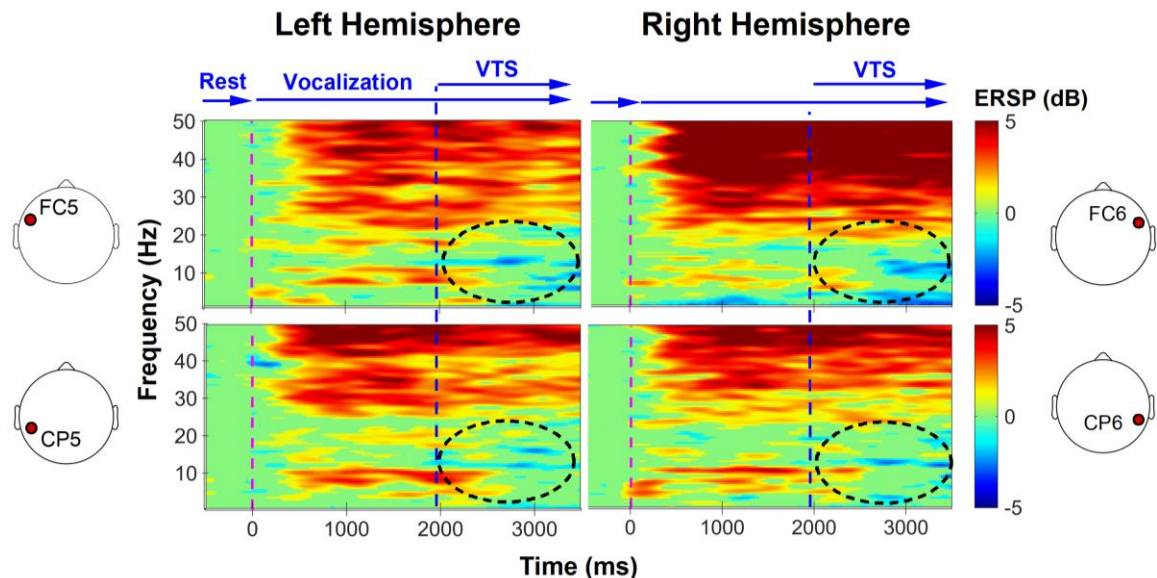 Left Hemisphere Right Hemisphere
VTS VTS
Rest Vocalization
ERSP (dB)
50
40
30
20
10
5
0
-5
FC5
FC6
Frequency (Hz)
50
40
30
20
10
5
0
-5
CP5
CP6
0 1000 2000 3000 0 1000 2000 3000
Time (ms)